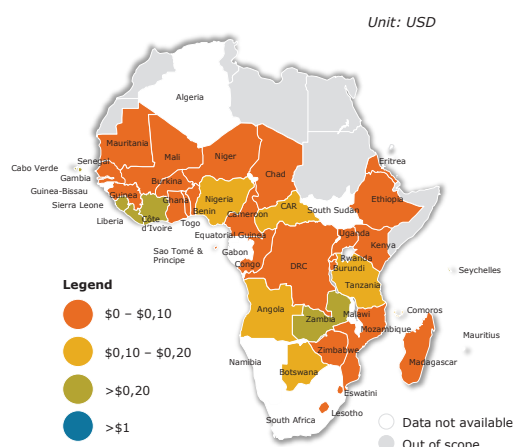 Unit: USD
Algeria
Mauritania
Mali
Niger
Chad
Eritrea
Cabo Verde
Senegal
Gambia
Guinea-Bissau
Guinea
Sierra Leone
Liberia
Burkina
Ghana
Côte
d'Ivoire
Togo
Benin
Nigeria
Cameroon
CAR
South Sudan
Ethiopia
Equatorial Guinea
Sao Tomé &
Principe
Gabon
Congo
DRC
Uganda
Kenya
Rwanda
Burundi
Tanzania
Seychelles
Angola
Zambia
Malawi
Comoros
Mozambique
Mauritius
Namibia
Zimbabwe
Botswana
Madagascar
Eswatini
Lesotho
South Africa
Legend
$0 – $0,10
$0,10 – $0,20
>$0,20
>$1
Data not available
Out of scope